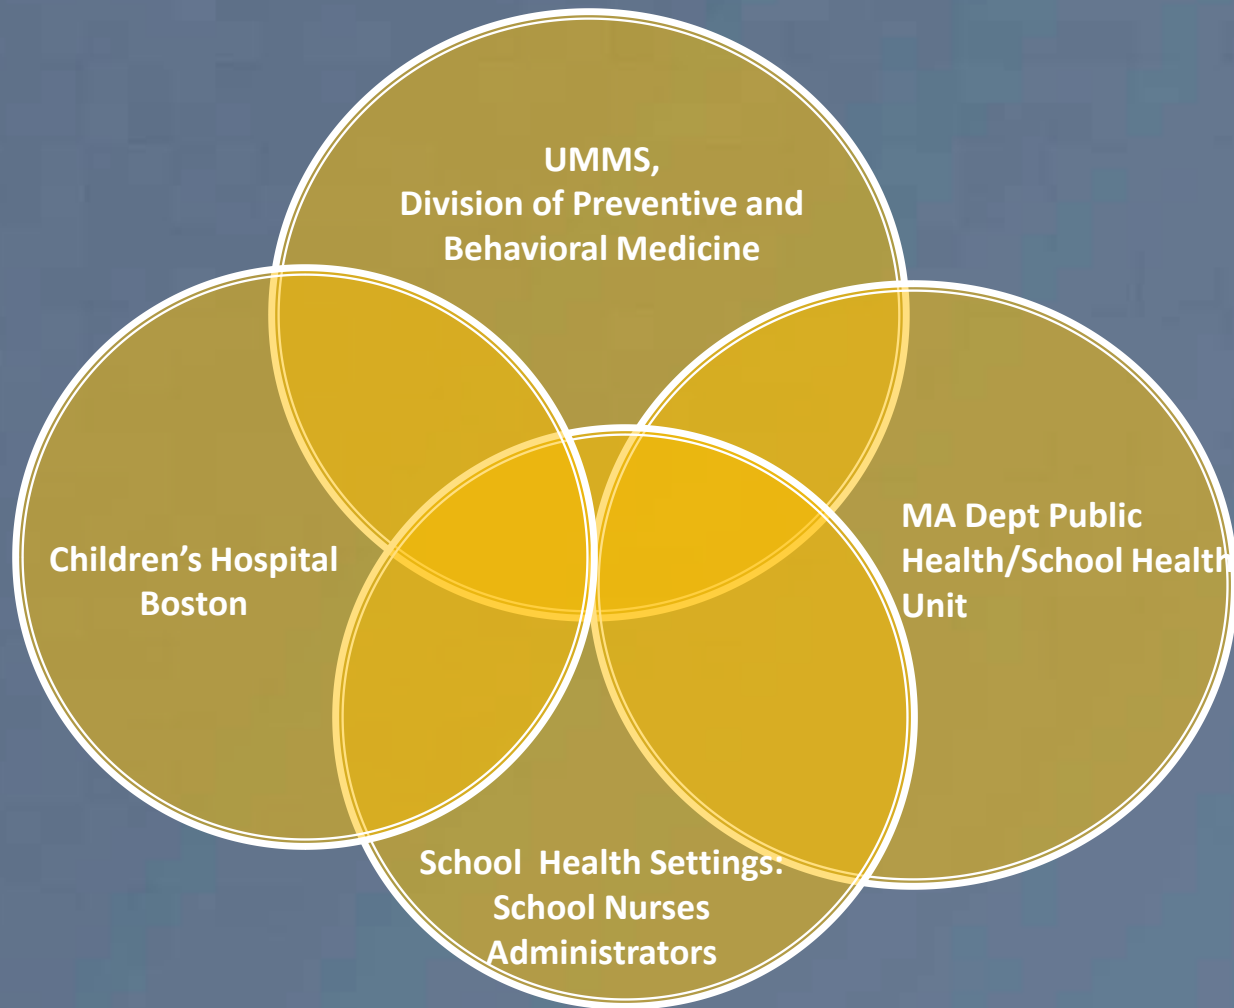 UMMS,
Division of Preventive and
Behavioral Medicine
Children’s Hospital
Boston
MA Dept Public
Health/School Health
Unit
School  Health Settings:
School Nurses
Administrators